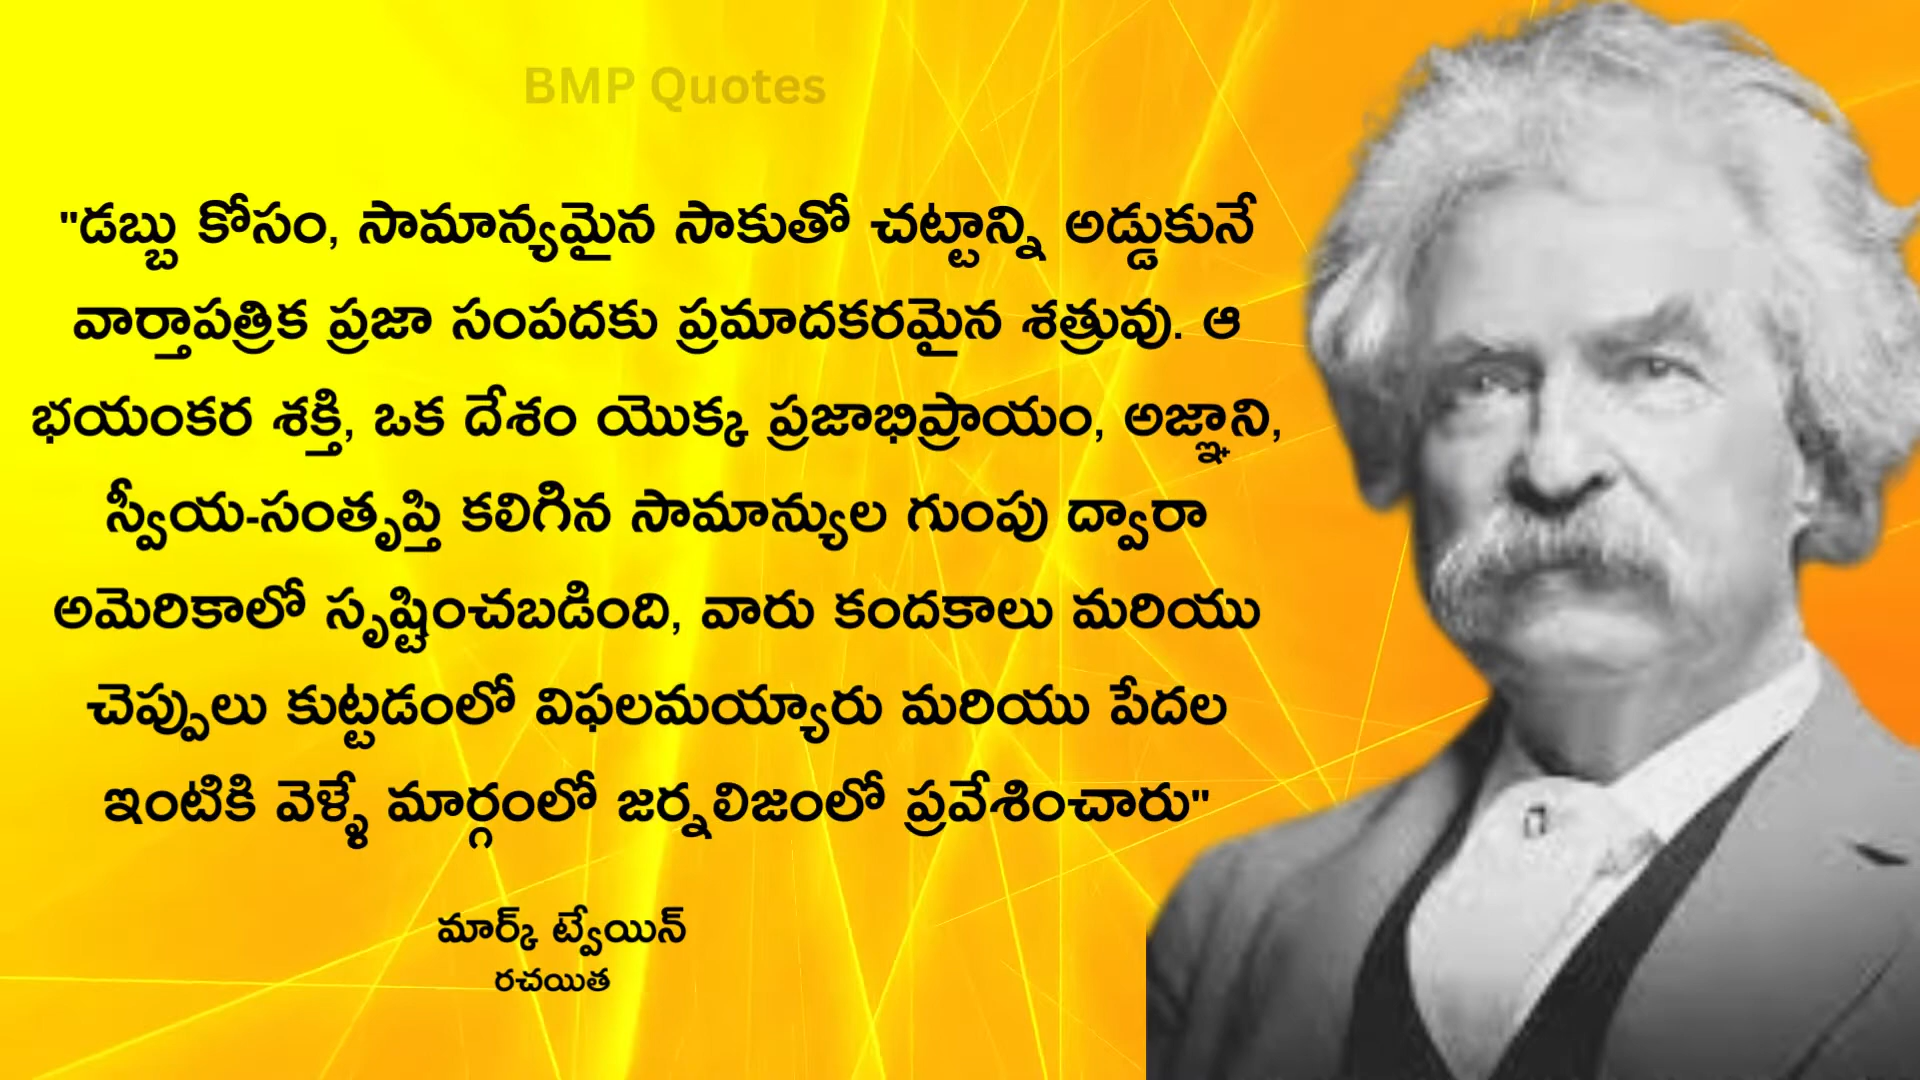 BMP Quotes
"డబ్బు కోసం, సామాన్యమైన సాకుతో చట్టాన్ని అడ్డుకునే
వార్తాపత్రిక ప్రజా సంపదకు ప్రమాదకరమైన శత్రువు. ఆ
భయంకర శక్తి, ఒక దేశం యొక్క ప్రజాభిప్రాయం, అజ్ఞాని,
స్వీయ-సంతృప్తి కలిగిన సామాన్యుల గుంపు ద్వారా
అమెరికాలో సృష్టించబడింది, వారు కందకాలు మరియు
చెప్పులు కుట్టడంలో విఫలమయ్యారు మరియు పేదల
ఇంటికి వెళ్ళే మార్గంలో జర్నలిజంలో ప్రవేశించారు"
మార్క్ ట్వేయిన్
రచయిత